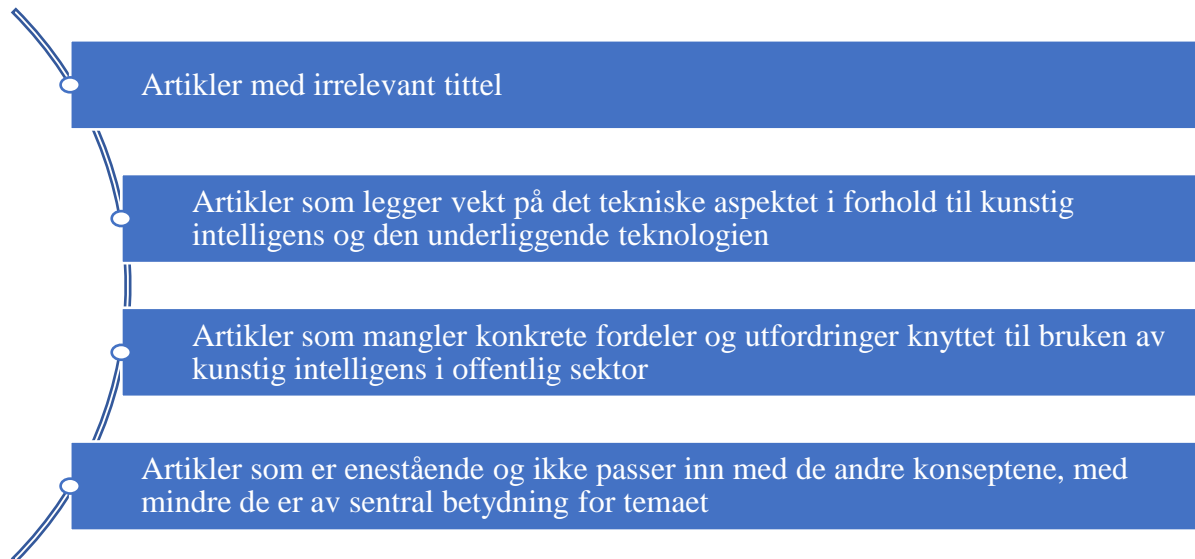 Artikler med irrelevant tittel
Artikler som legger vekt på det tekniske aspektet i forhold til kunstig
intelligens og den underliggende teknologien
Artikler som mangler konkrete fordeler og utfordringer knyttet til bruken av
kunstig intelligens i offentlig sektor
Artikler som er enestående og ikke passer inn med de andre konseptene, med
mindre de er av sentral betydning for temaet